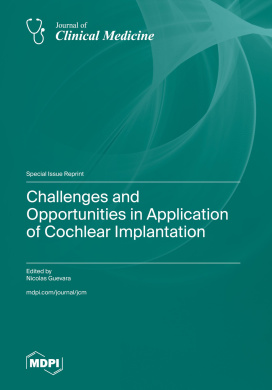 Journal of
Clinical Medicine
Special Issue Reprint
Challenges and
Opportunities in Application
of Cochlear Implantation
Edited by
Nicolas Guevara
mdpi.com/journal/jcm
MDPI